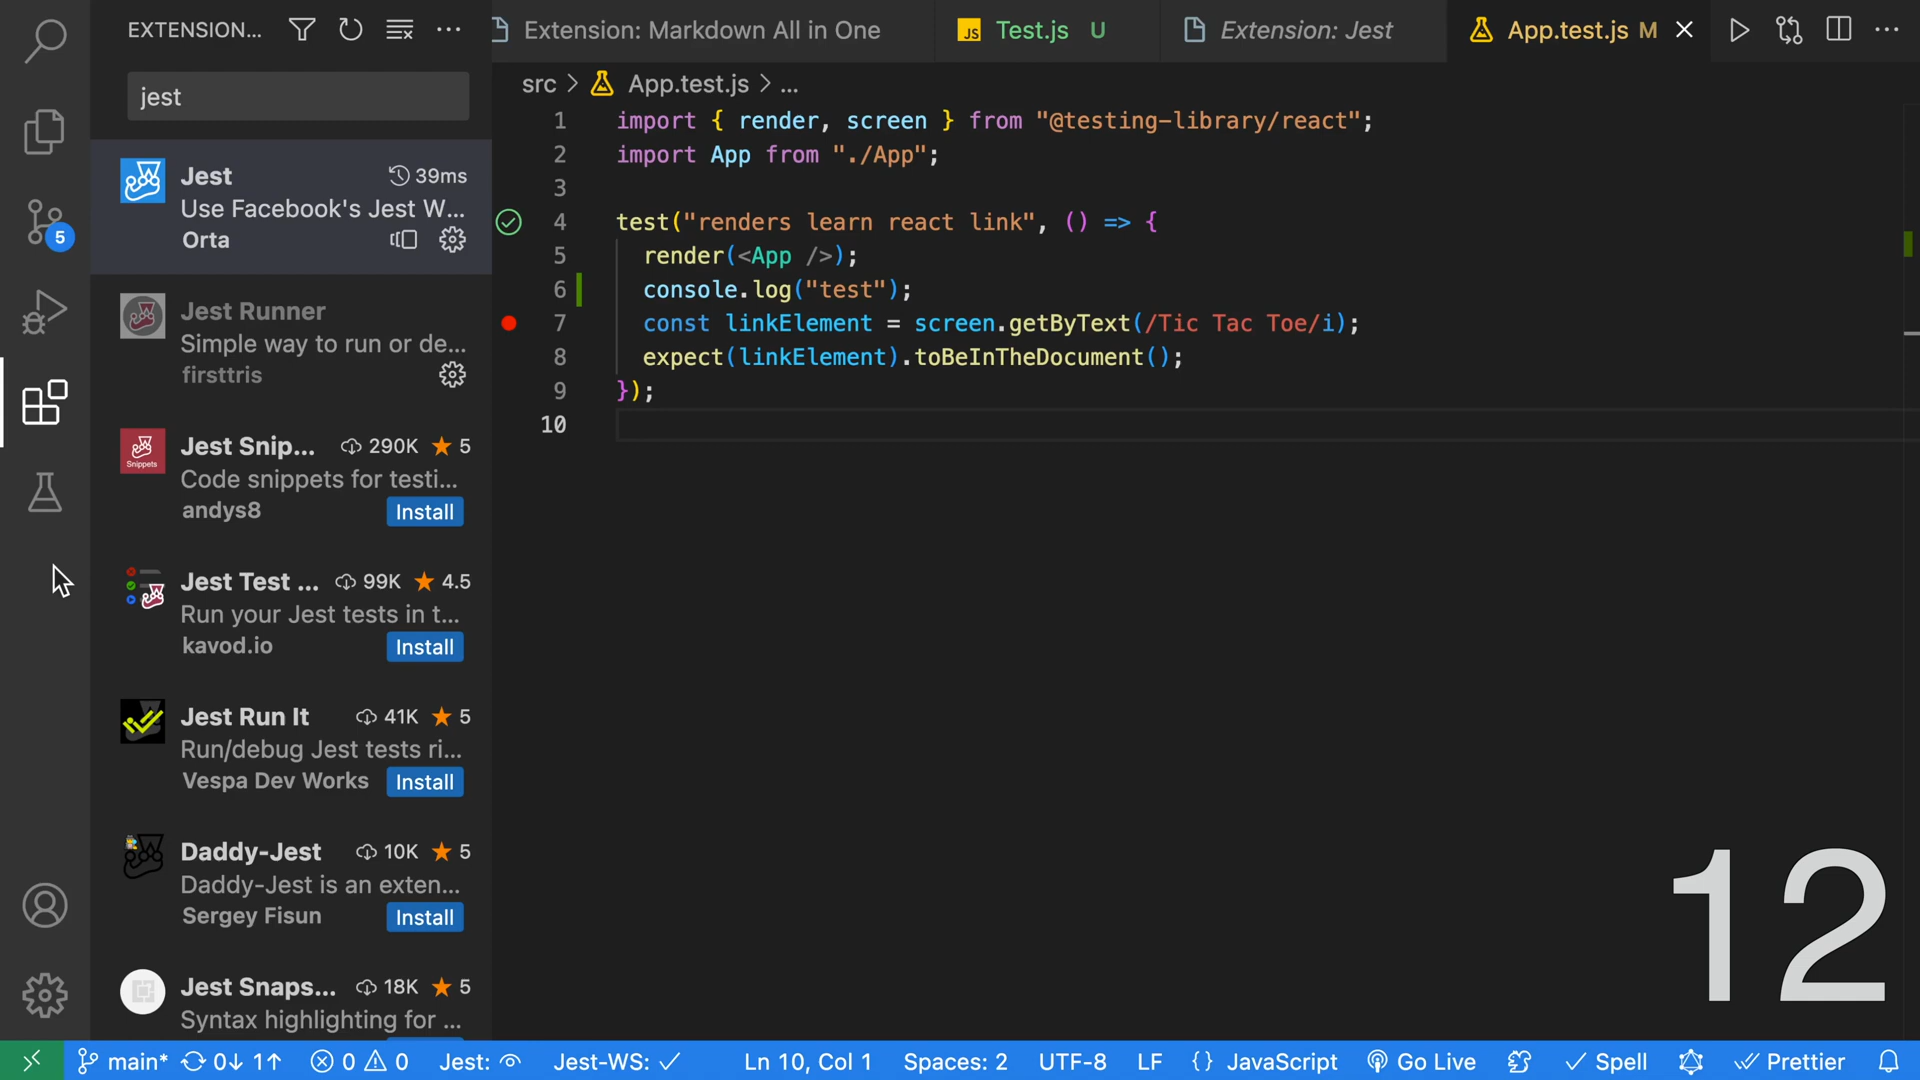 EXTENSION...
jest
Jest 39ms
Use Facebook's Jest W...
Orta
Jest Runner
Simple way to run or de...
firsttris
Snippets
Jest Snip... 290K 5
Code snippets for testi...
andys8 Install
Jest Test ... 99K 4.5
Run your Jest tests in t...
kavod.io Install
Jest Run It 41K 5
Run/debug Jest tests ri...
Vespa Dev Works Install
Daddy-Jest 10K 5
Daddy-Jest is an exten...
Sergey Fisun Install
Jest Snaps... 18K 5
Syntax highlighting for ...
5
Extension: Markdown All in One
JS Test.js U
Extension: Jest
App.test.js M
src > App.test.js > ...
1 import { render, screen } from "@testing-library/react";
2 import App from "./App";
3
4 test("renders learn react link", () => {
5 render(<App />);
6 console.log("test");
7 const linkElement = screen.getByText(/Tic Tac Toe/i);
8 expect(linkElement).toBeInTheDocument();
9 });
10
12
main* 0↓ 1↑ 0 0 Jest: Jest-WS: ✓ Ln 10, Col 1 Spaces: 2 UTF-8 LF {} JavaScript Go Live ✓ Spell Prettier